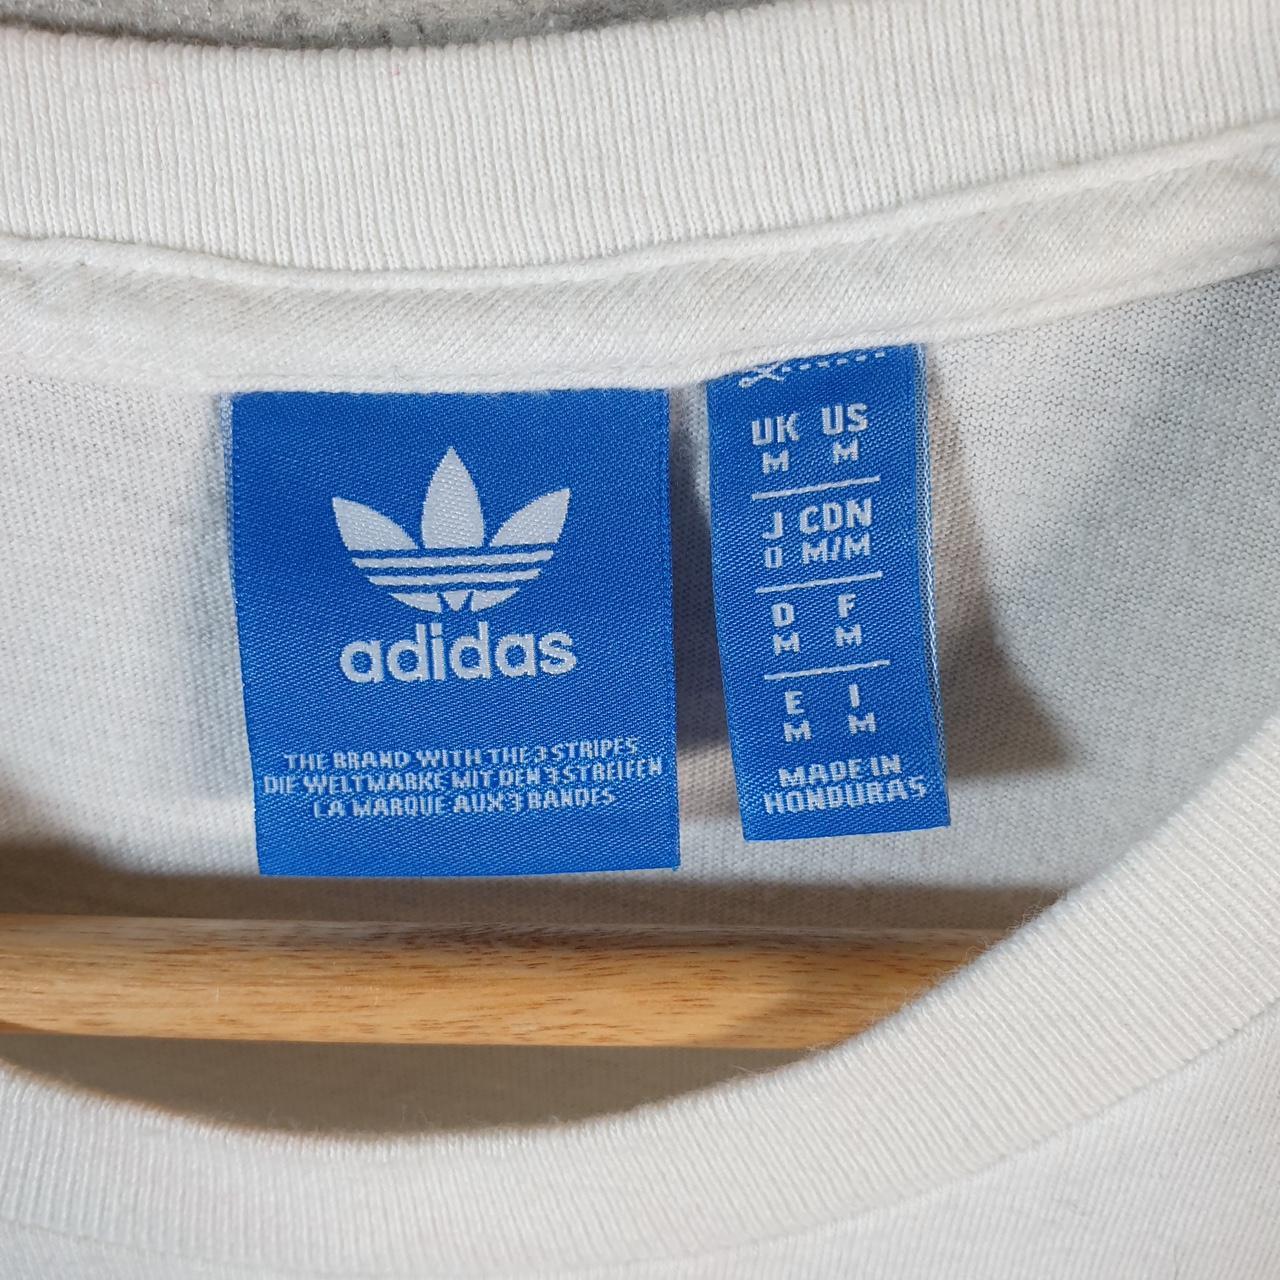 adidas
THE BRAND WITH THE 3 STRIPES
DIE WELTMARKE MIT DEN 3 STREIFEN
LA MARQUE AUX 3 BANDES
UK US
M M
J CDN
O M/M
D F
M M
E I
M M
MADE IN
HONDURAS